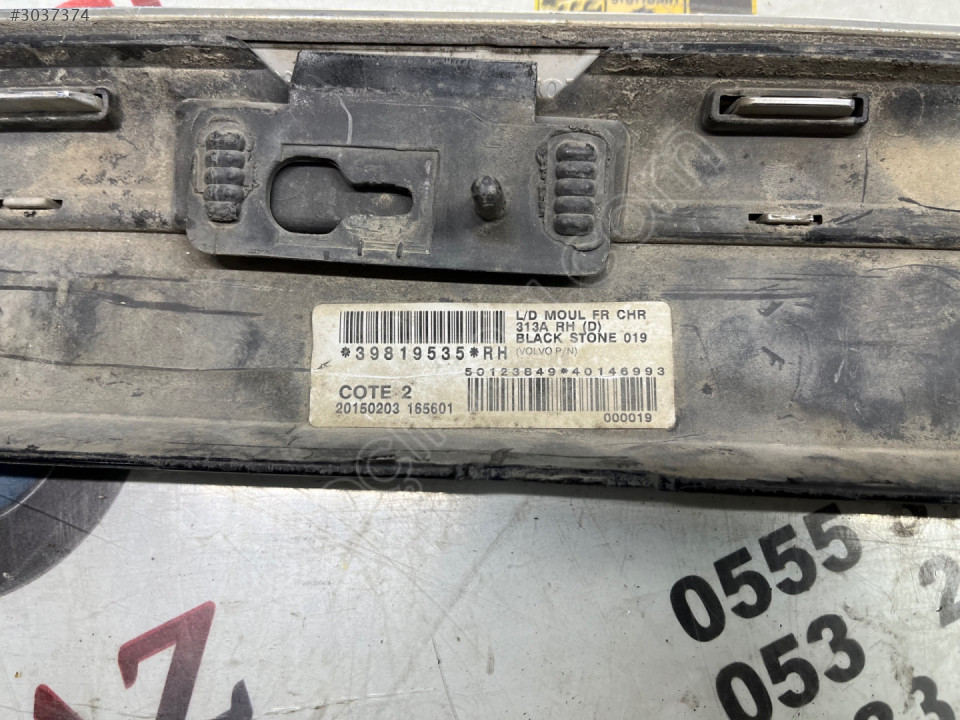 #3037374
L/D MOUL FR CHR
313A RH (D)
BLACK STONE 019
*39819535*RH
(VOLVO P/N)
50123849*40146993
COTE 2
20150203 165601
000019
0555
053
2